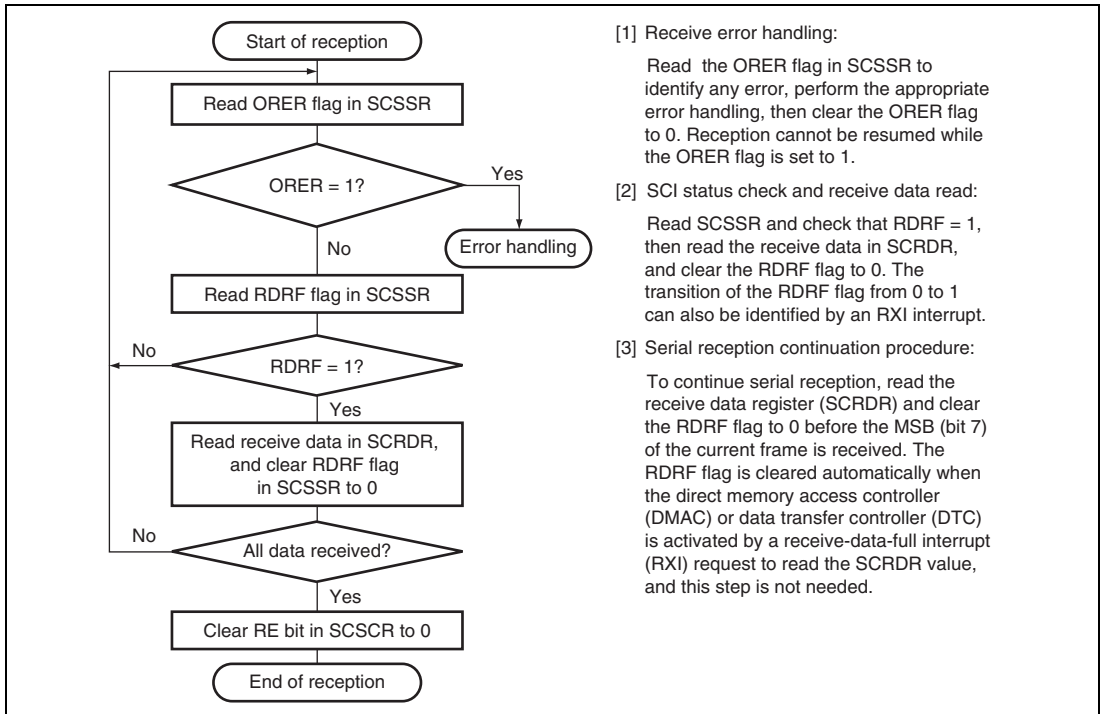 Start of reception
Read ORER flag in SCSSR
ORER = 1?
Yes
Error handling
No
Read RDRF flag in SCSSR
No
RDRF = 1?
Yes
Read receive data in SCRDR,
and clear RDRF flag
in SCSSR to 0
No
All data received?
Yes
Clear RE bit in SCSCR to 0
End of reception
[1] Receive error handling:
Read the ORER flag in SCSSR to
identify any error, perform the appropriate
error handling, then clear the ORER flag
to 0. Reception cannot be resumed while
the ORER flag is set to 1.
[2] SCI status check and receive data read:
Read SCSSR and check that RDRF = 1,
then read the receive data in SCRDR,
and clear the RDRF flag to 0. The
transition of the RDRF flag from 0 to 1
can also be identified by an RXI interrupt.
[3] Serial reception continuation procedure:
To continue serial reception, read the
receive data register (SCRDR) and clear
the RDRF flag to 0 before the MSB (bit 7)
of the current frame is received. The
RDRF flag is cleared automatically when
the direct memory access controller
(DMAC) or data transfer controller (DTC)
is activated by a receive-data-full interrupt
(RXI) request to read the SCRDR value,
and this step is not needed.